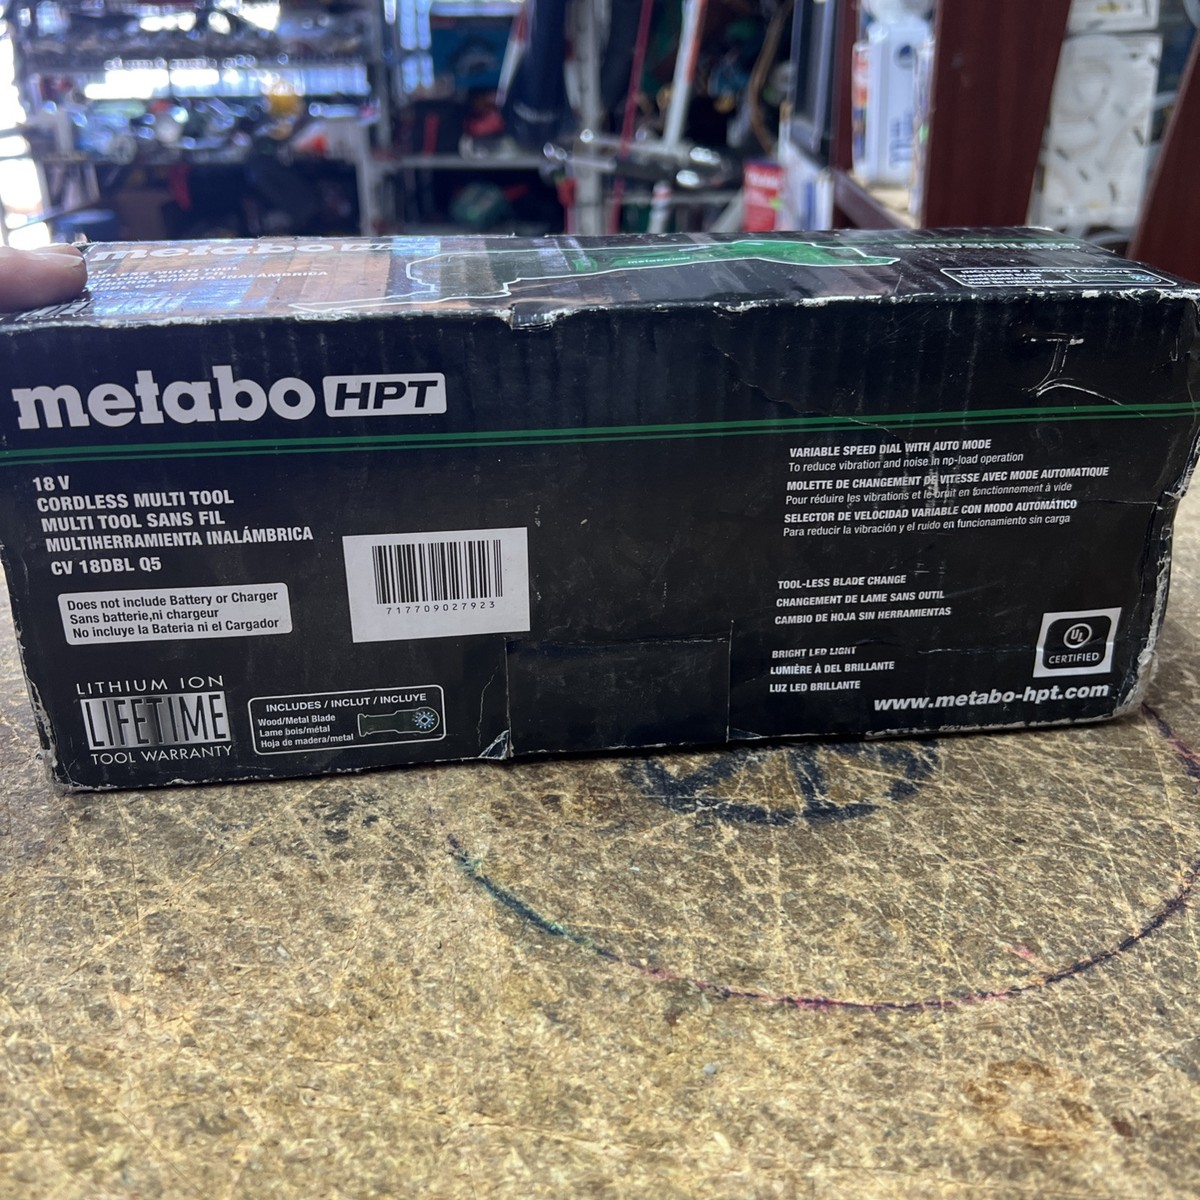 metabo HPT
MULTIHERRAMIENTA INALÁMBRICA
metabo
metabo HPT
18 V
CORDLESS MULTI TOOL
MULTI TOOL SANS FIL
MULTIHERRAMIENTA INALÁMBRICA
CV 18DBL Q5
Does not include Battery or Charger
Sans batterie,ni chargeur
No incluye la Bateria ni el Cargador
717709027923
LITHIUM ION
LIFETIME
TOOL WARRANTY
INCLUDES / INCLUT / INCLUYE
Wood/Metal Blade
Lame bois/métal
Hoja de madera/metal
VARIABLE SPEED DIAL WITH AUTO MODE
To reduce vibration and noise in no-load operation
MOLETTE DE CHANGEMENT DE VITESSE AVEC MODE AUTOMATIQUE
Pour réduire les vibrations et le bruit en fonctionnement à vide
SELECTOR DE VELOCIDAD VARIABLE CON MODO AUTOMÁTICO
Para reducir la vibración y el ruido en funcionamiento sin carga
TOOL-LESS BLADE CHANGE
CHANGEMENT DE LAME SANS OUTIL
CAMBIO DE HOJA SIN HERRAMIENTAS
BRIGHT LED LIGHT
LUMIÈRE À DEL BRILLANTE
LUZ LED BRILLANTE
UL
CERTIFIED
www.metabo-hpt.com